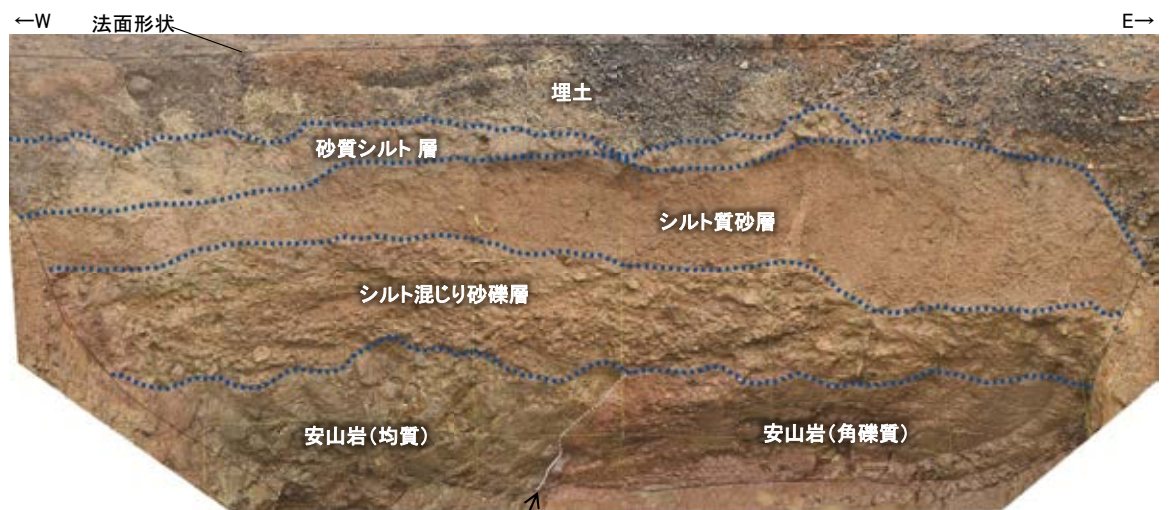 ←W
法面形状
E→
埋土
砂質シルト 層
シルト質砂層
シルト混じり砂礫層
安山岩(均質)
安山岩(角礫質)